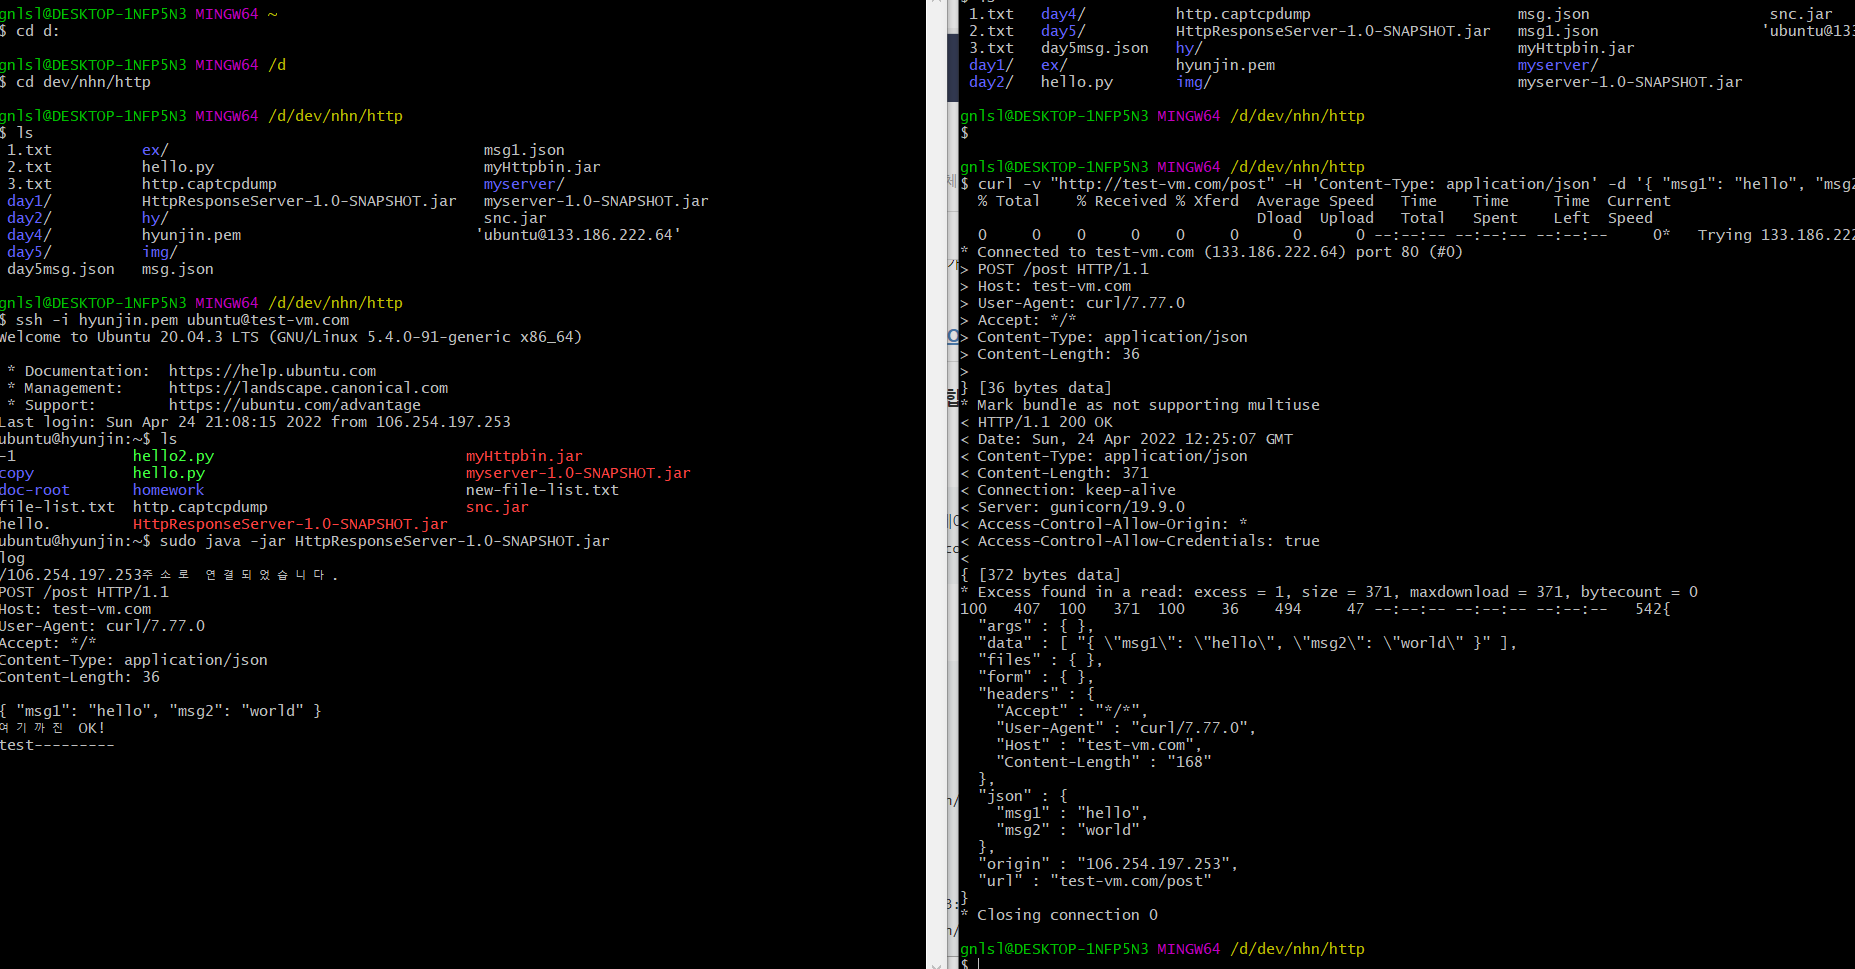 gnlsl@DESKTOP-1NFP5N3 MINGW64 ~
$ cd d:
gnlsl@DESKTOP-1NFP5N3 MINGW64 /d
$ cd dev/nhn/http
gnlsl@DESKTOP-1NFP5N3 MINGW64 /d/dev/nhn/http
$ ls
1.txt ex/ msg1.json
2.txt hello.py myHttpbin.jar
3.txt http.captcpdump myserver/
day1/ HttpResponseServer-1.0-SNAPSHOT.jar myserver-1.0-SNAPSHOT.jar
day2/ hy/ snc.jar
day4/ hyunjin.pem 'ubuntu@133.186.222.64'
day5/ img/
day5msg.json msg.json
gnlsl@DESKTOP-1NFP5N3 MINGW64 /d/dev/nhn/http
$ ssh -i hyunjin.pem ubuntu@test-vm.com
Welcome to Ubuntu 20.04.3 LTS (GNU/Linux 5.4.0-91-generic x86_64)
* Documentation: https://help.ubuntu.com
* Management: https://landscape.canonical.com
* Support: https://ubuntu.com/advantage
Last login: Sun Apr 24 21:08:15 2022 from 106.254.197.253
ubuntu@hyunjin:~$ ls
-1 hello2.py myHttpbin.jar
copy hello.py myserver-1.0-SNAPSHOT.jar
doc-root homework new-file-list.txt
file-list.txt http.captcpdump snc.jar
hello. HttpResponseServer-1.0-SNAPSHOT.jar
ubuntu@hyunjin:~$ sudo java -jar HttpResponseServer-1.0-SNAPSHOT.jar
log
/106.254.197.253주소로 연결되었습니다.
POST /post HTTP/1.1
Host: test-vm.com
User-Agent: curl/7.77.0
Accept: */*
Content-Type: application/json
Content-Length: 36
{ "msg1": "hello", "msg2": "world" }
여기까진 OK!
test---------
1.txt day4/ http.captcpdump msg.json snc.jar
2.txt day5/ HttpResponseServer-1.0-SNAPSHOT.jar msg1.json 'ubuntu@133
3.txt day5msg.json hy/ myHttpbin.jar
day1/ ex/ hyunjin.pem myserver/
day2/ hello.py img/ myserver-1.0-SNAPSHOT.jar
gnlsl@DESKTOP-1NFP5N3 MINGW64 /d/dev/nhn/http
$
gnlsl@DESKTOP-1NFP5N3 MINGW64 /d/dev/nhn/http
$ curl -v "http://test-vm.com/post" -H 'Content-Type: application/json' -d '{ "msg1": "hello", "msg2
% Total % Received % Xferd Average Speed Time Time Time Current
Dload Upload Total Spent Left Speed
0 0 0 0 0 0 0 0 --:--:-- --:--:-- --:--:-- 0* Trying 133.186.222
* Connected to test-vm.com (133.186.222.64) port 80 (#0)
> POST /post HTTP/1.1
> Host: test-vm.com
> User-Agent: curl/7.77.0
> Accept: */*
> Content-Type: application/json
> Content-Length: 36
>
} [36 bytes data]
* Mark bundle as not supporting multiuse
< HTTP/1.1 200 OK
< Date: Sun, 24 Apr 2022 12:25:07 GMT
< Content-Type: application/json
< Content-Length: 371
< Connection: keep-alive
< Server: gunicorn/19.9.0
< Access-Control-Allow-Origin: *
< Access-Control-Allow-Credentials: true
<
{ [372 bytes data]
* Excess found in a read: excess = 1, size = 371, maxdownload = 371, bytecount = 0
100 407 100 371 100 36 494 47 --:--:-- --:--:-- --:--:-- 542{
"args" : { },
"data" : [ "{ \"msg1\": \"hello\", \"msg2\": \"world\" }" ],
"files" : { },
"form" : { },
"headers" : {
"Accept" : "*/*",
"User-Agent" : "curl/7.77.0",
"Host" : "test-vm.com",
"Content-Length" : "168"
},
"json" : {
"msg1" : "hello",
"msg2" : "world"
},
"origin" : "106.254.197.253",
"url" : "test-vm.com/post"
}
* Closing connection 0
gnlsl@DESKTOP-1NFP5N3 MINGW64 /d/dev/nhn/http
$